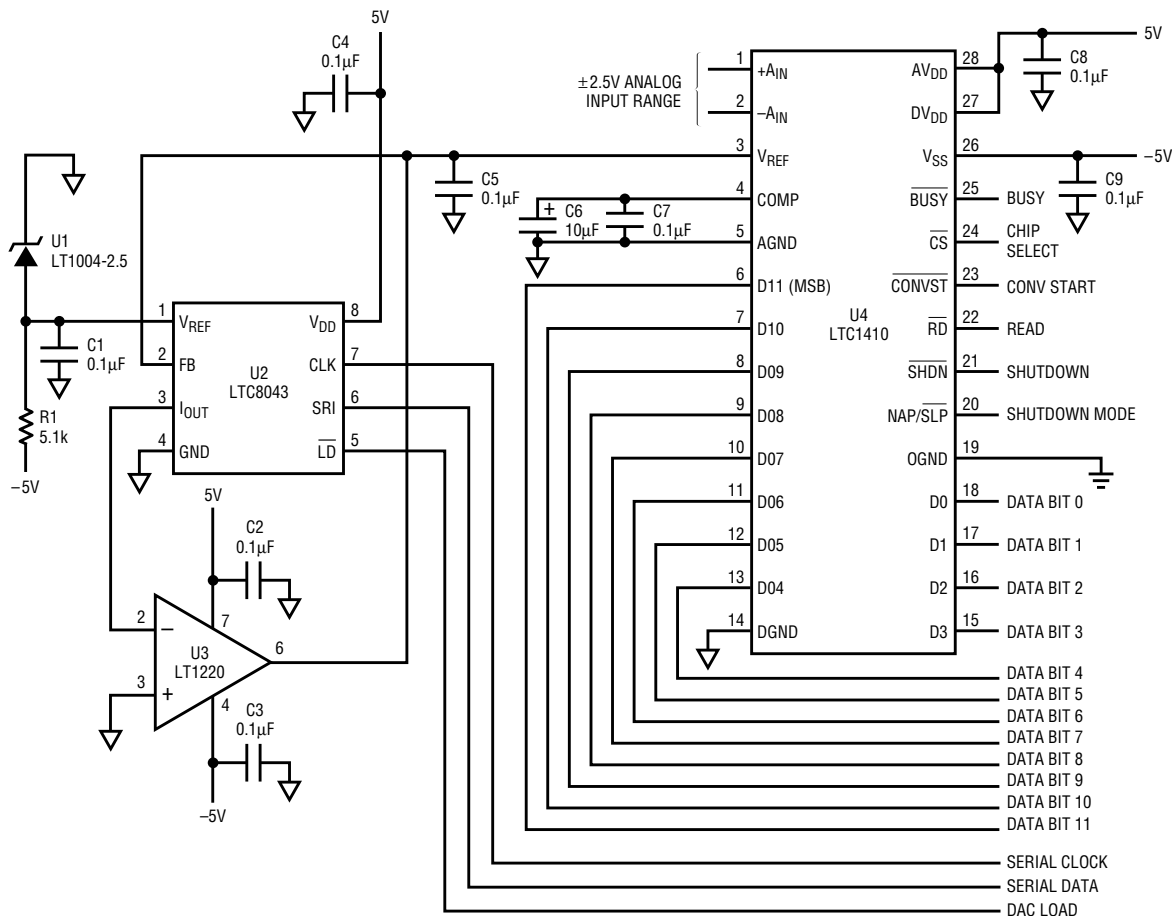 5V
C4
0.1µF
±2.5V ANALOG
INPUT RANGE
U1
LT1004-2.5
C1
0.1µF
R1
5.1k
–5V
1
VREF
2
FB
3
IOUT
4
GND
U2
LTC8043
VDD
8
CLK
7
SRI
6
LD
5
5V
C2
0.1µF
2
–
3
+
U3
LT1220
7
6
4
C3
0.1µF
–5V
C5
0.1µF
C6
10µF
+
C7
0.1µF
1
+AIN
2
–AIN
3
VREF
4
COMP
5
AGND
6
D11 (MSB)
7
D10
8
D09
9
D08
10
D07
11
D06
12
D05
13
D04
14
DGND
U4
LTC1410
AVDD
28
DVDD
27
VSS
26
BUSY
25
BUSY
CS
24
CHIP
SELECT
CONVST
23
CONV START
RD
22
READ
SHDN
21
SHUTDOWN
NAP/SLP
20
SHUTDOWN MODE
OGND
19
D0
18
DATA BIT 0
D1
17
DATA BIT 1
D2
16
DATA BIT 2
D3
15
DATA BIT 3
5V
C8
0.1µF
–5V
C9
0.1µF
DATA BIT 4
DATA BIT 5
DATA BIT 6
DATA BIT 7
DATA BIT 8
DATA BIT 9
DATA BIT 10
DATA BIT 11
SERIAL CLOCK
SERIAL DATA
DAC LOAD